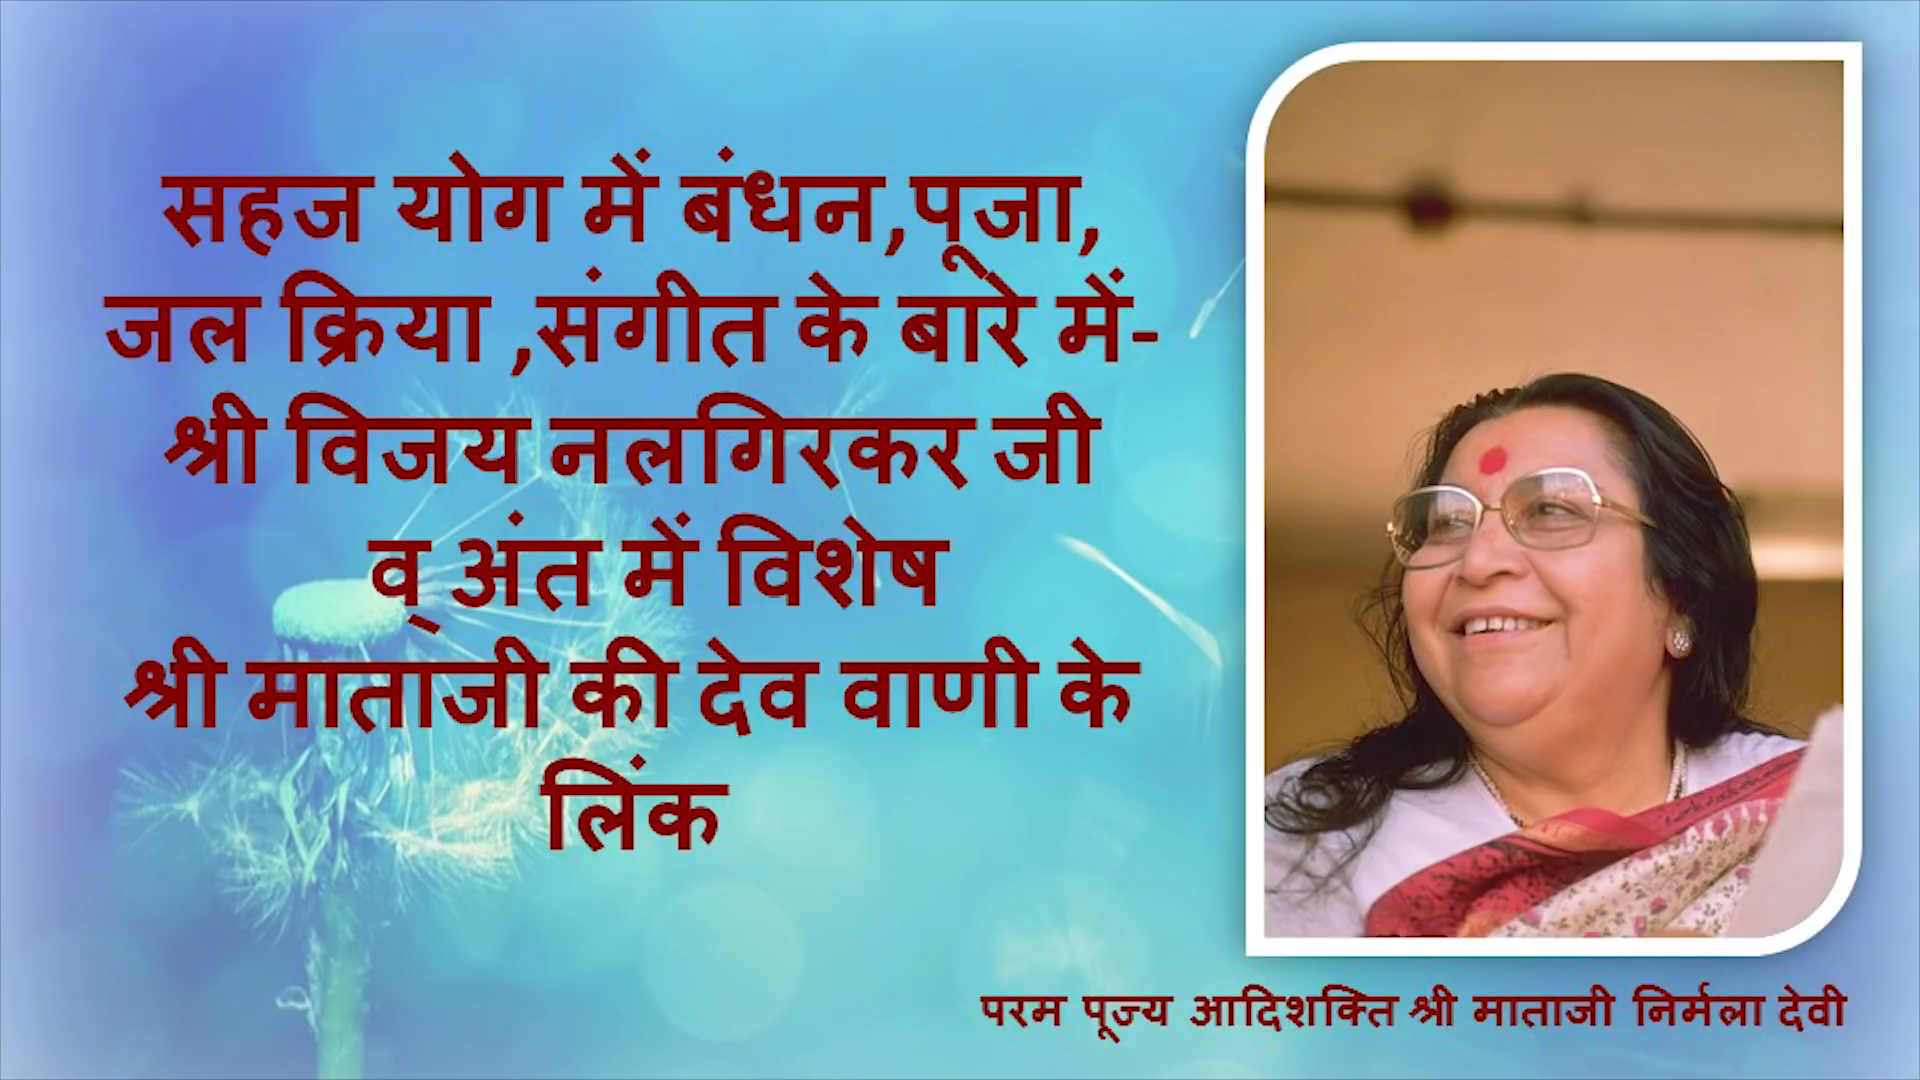 सहज योग में बंधन,पूजा,
जल क्रिया ,संगीत के बारे में-
श्री विजय नलगिरकर जी
व् अंत में विशेष
श्री माताजी की देव वाणी के
लिंक
परम पूज्य आदिशक्ति श्री माताजी निर्मला देवी